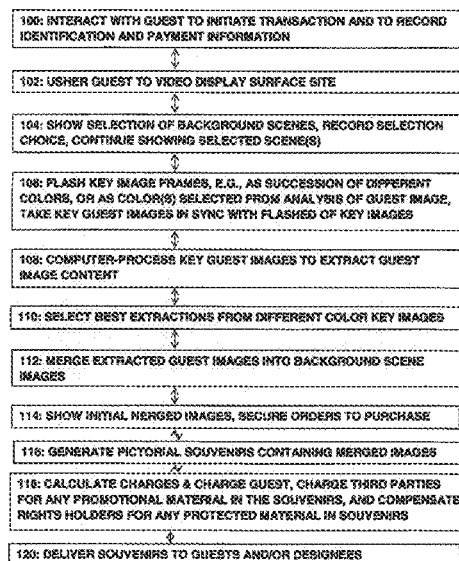 100: INTERACT WITH GUEST TO INITIATE TRANSACTION AND TO RECORD
IDENTIFICATION AND PAYMENT INFORMATION
102: USHER GUEST TO VIDEO DISPLAY SURFACE SITE
104: SHOW SELECTION OF BACKGROUND SCENES, RECORD SELECTION
CHOICE, CONTINUE SHOWING SELECTED SCENE(S)
106: FLASH KEY IMAGE FRAMES, E.G., AS SUCCESSION OF DIFFERENT
COLORS, OR AS COLOR(S) SELECTED FROM ANALYSIS OF GUEST IMAGE,
TAKE KEY GUEST IMAGES IN SYNC WITH FLASHED OF KEY IMAGES
108: COMPUTER-PROCESS KEY GUEST IMAGES TO EXTRACT GUEST
IMAGE CONTENT
110: SELECT BEST EXTRACTIONS FROM DIFFERENT COLOR KEY IMAGES
112: MERGE EXTRACTED GUEST IMAGES INTO BACKGROUND SCENE
IMAGES
114: SHOW INITIAL MERGED IMAGES, SECURE ORDERS TO PURCHASE
116: GENERATE PICTORIAL SOUVENIRS CONTAINING MERGED IMAGES
118: CALCULATE CHARGES & CHARGE GUEST, CHARGE THIRD PARTIES
FOR ANY PROMOTIONAL MATERIAL IN THE SOUVENIRS, AND COMPENSATE
RIGHTS HOLDERS FOR ANY PROTECTED MATERIAL IN SOUVENIRS
120: DELIVER SOUVENIRS TO GUESTS AND/OR DESIGNEES